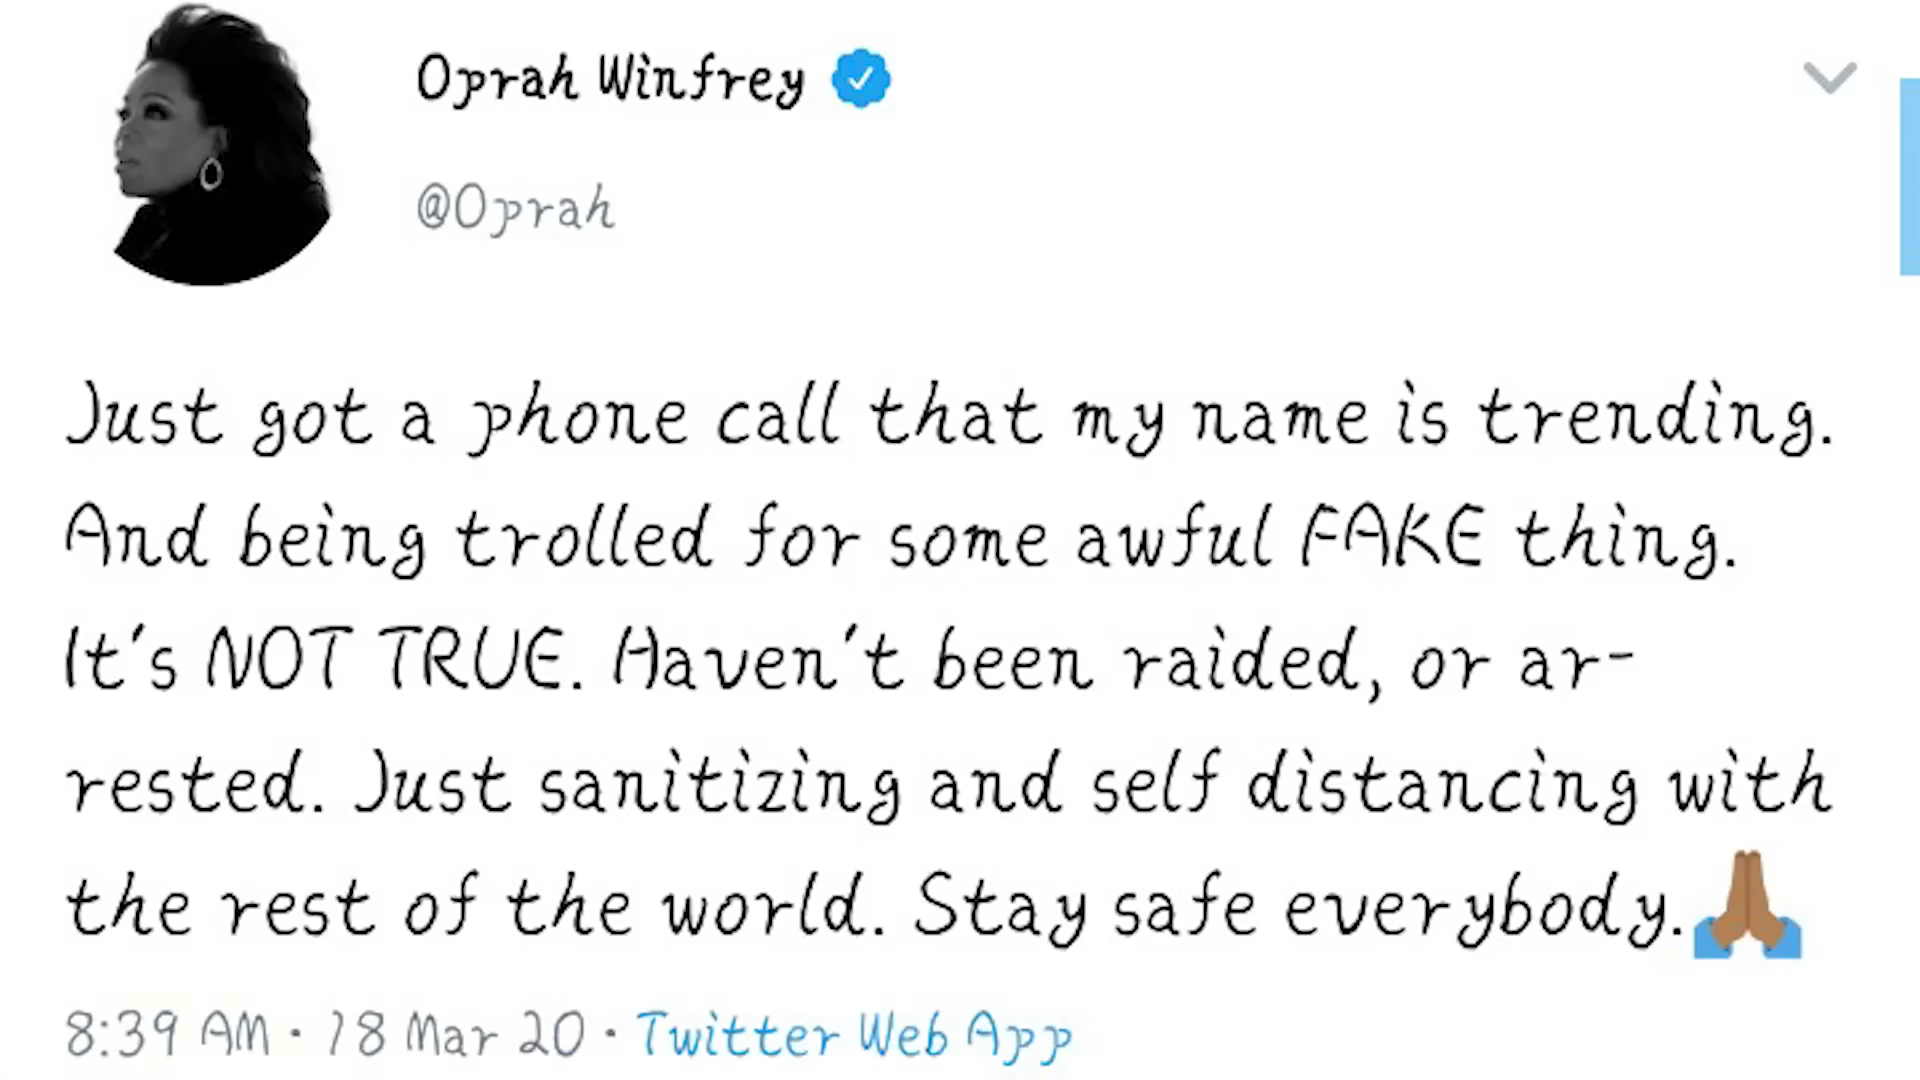 Oprah Winfrey
@Oprah
Just got a phone call that my name is trending.
And being trolled for some awful FAKE thing.
It's NOT TRUE. Haven't been raided, or ar-
rested. Just sanitizing and self distancing with
the rest of the world. Stay safe everybody.🙏🏾
8:39 AM · 18 Mar 20 · Twitter Web App